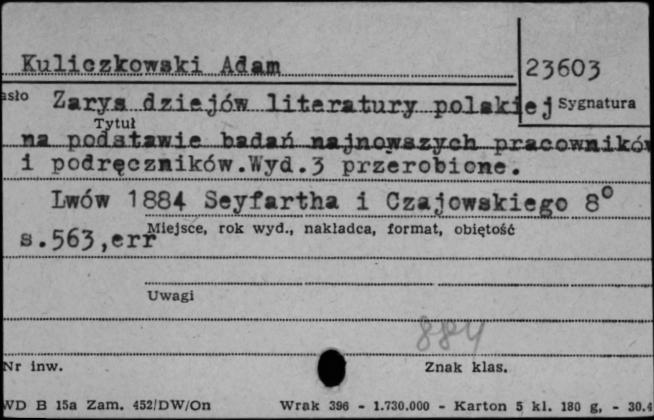 Kuliczkowski Adam
23603
asło Zarys dziejów literatury polskiej Sygnatura
Tytuł
na podstawie badań najnowszych pracownikó
i podręczników.Wyd.3 przerobione.
Lwów 1884 Seyfartha i Czajowskiego 8°
Miejsce, rok wyd., nakładca, format, obiętość
s.563,err
Uwagi
884
Nr inw.
Znak klas.
WD B 15a Zam. 452/DW/On Wrak 396 - 1.730.000 - Karton 5 kl. 180 g. - 30.4